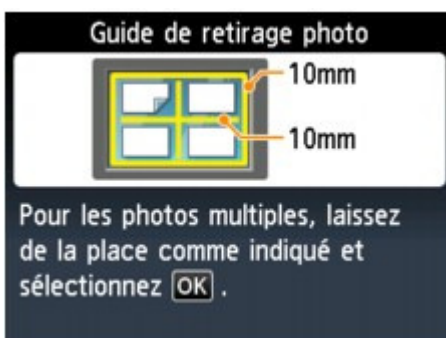 Guide de retirage photo
10mm
10mm
Pour les photos multiples, laissez
de la place comme indiqué et
sélectionnez OK .